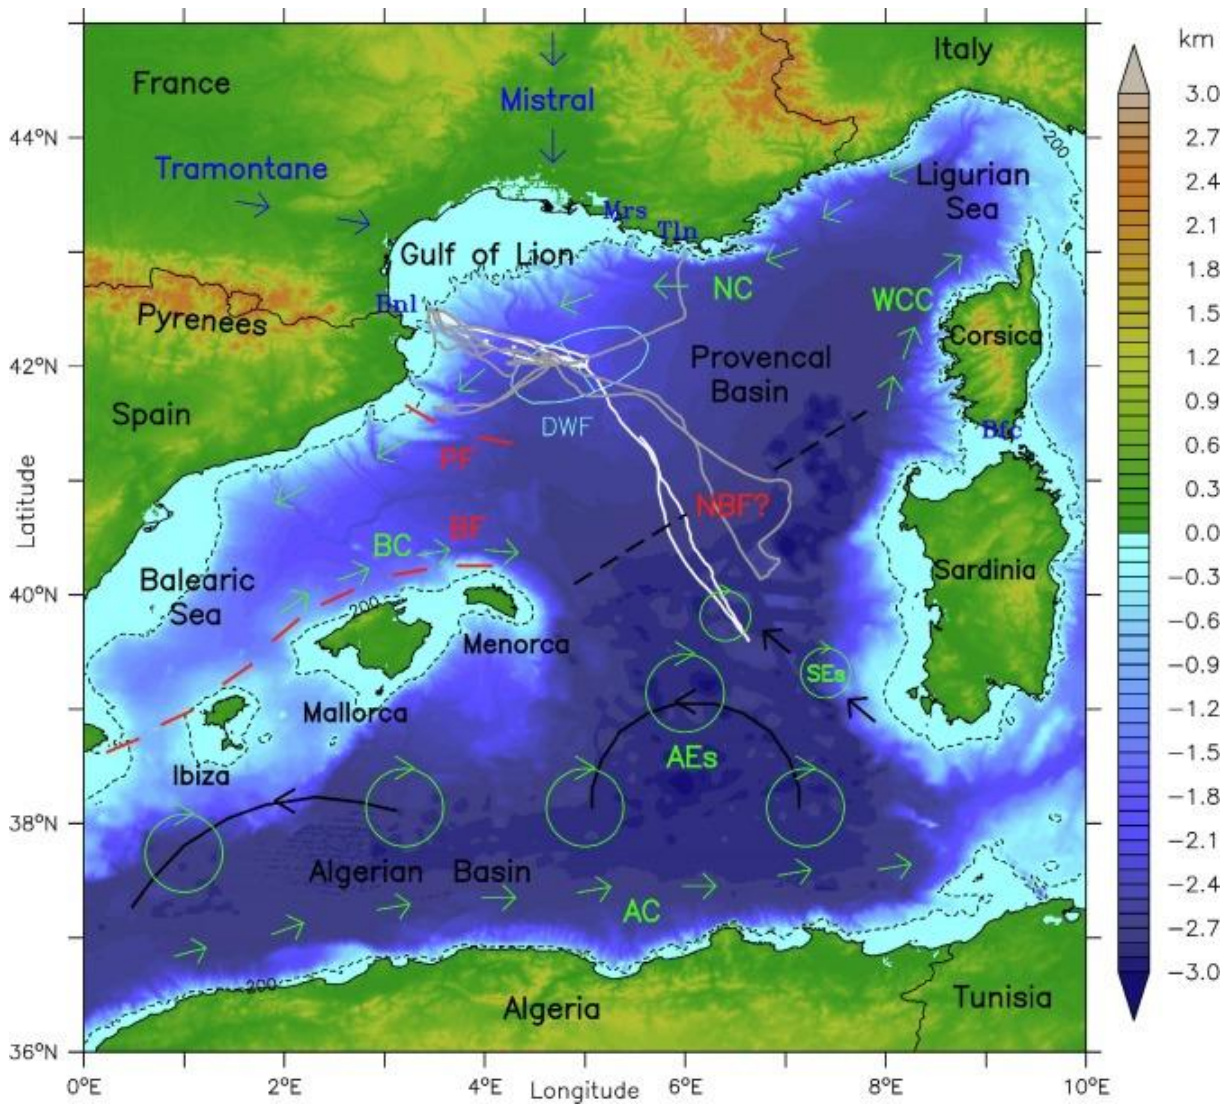 km
Italy
France
Mistral
44°N
Tramontane
200
Ligurian
Sea
Mrs
Tln
Gulf of Lion
NC
WCC
Bnl
Pyrenees
Corsica
Provencal
Basin
42°N
Spain
DWF
Bfc
PF
NBF?
BF
BC
Balearic
Sea
Sardinia
40°N
200
Menorca
SEs
Mallorca
AEs
Ibiza
38°N
Algerian Basin
AC
200
Algeria
Tunisia
36°N
0°E
2°E
4°E
6°E
8°E
10°E
Longitude
Latitude
3.0
2.7
2.4
2.1
1.8
1.5
1.2
0.9
0.6
0.3
0.0
−0.3
−0.6
−0.9
−1.2
−1.5
−1.8
−2.1
−2.4
−2.7
−3.0